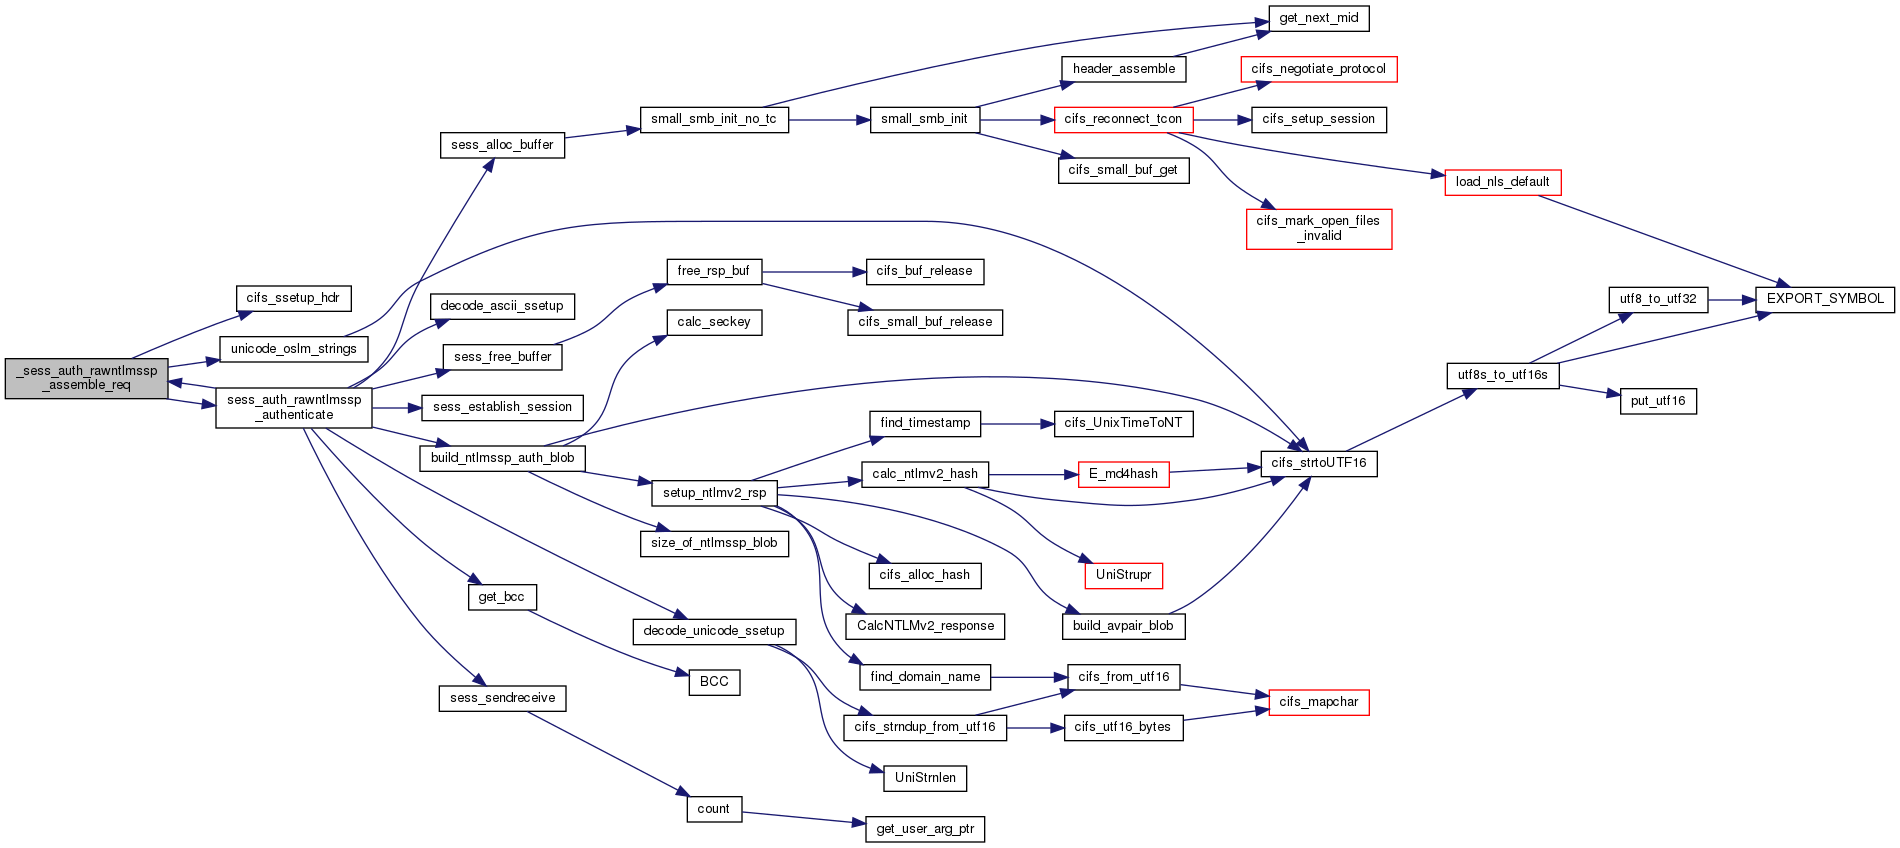 get_next_mid
header_assemble
cifs_negotiate_protocol
small_smb_init_no_tc
small_smb_init
cifs_reconnect_tcon
cifs_setup_session
sess_alloc_buffer
cifs_small_buf_get
load_nls_default
cifs_mark_open_files
_invalid
free_rsp_buf
cifs_buf_release
cifs_ssetup_hdr
decode_ascii_ssetup
utf8_to_utf32
EXPORT_SYMBOL
calc_seckey
cifs_small_buf_release
unicode_oslm_strings
sess_free_buffer
_sess_auth_rawntlmssp
_assemble_req
utf8s_to_utf16s
sess_auth_rawntlmssp
_authenticate
sess_establish_session
put_utf16
find_timestamp
cifs_UnixTimeToNT
build_ntlmssp_auth_blob
cifs_strtoUTF16
calc_ntlmv2_hash
E_md4hash
setup_ntlmv2_rsp
size_of_ntlmssp_blob
cifs_alloc_hash
UniStrupr
get_bcc
CalcNTLMv2_response
build_avpair_blob
decode_unicode_ssetup
find_domain_name
cifs_from_utf16
BCC
sess_sendreceive
cifs_mapchar
cifs_strndup_from_utf16
cifs_utf16_bytes
UniStrnlen
count
get_user_arg_ptr